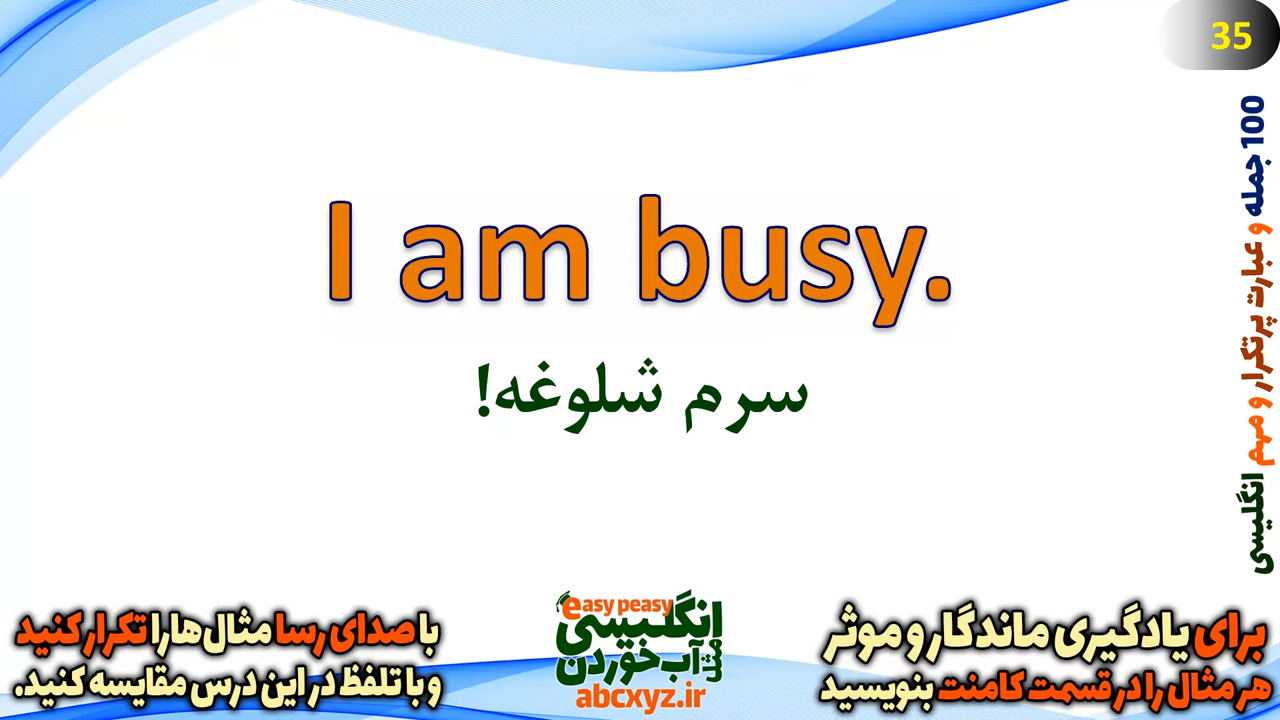 35
100 جمله و عبارت پرتکرار و مهم انگلیسی
I am busy.
سرم شلوغه!
برای یادگیری ماندگار و موثر
هر مثال را در قسمت کامنت بنویسید
easy peasy
انگلیسی
مثل آب خوردن
abcxyz.ir
با صدای رسا مثال‌ها را تکرار کنید
و با تلفظ در این درس مقایسه کنید.